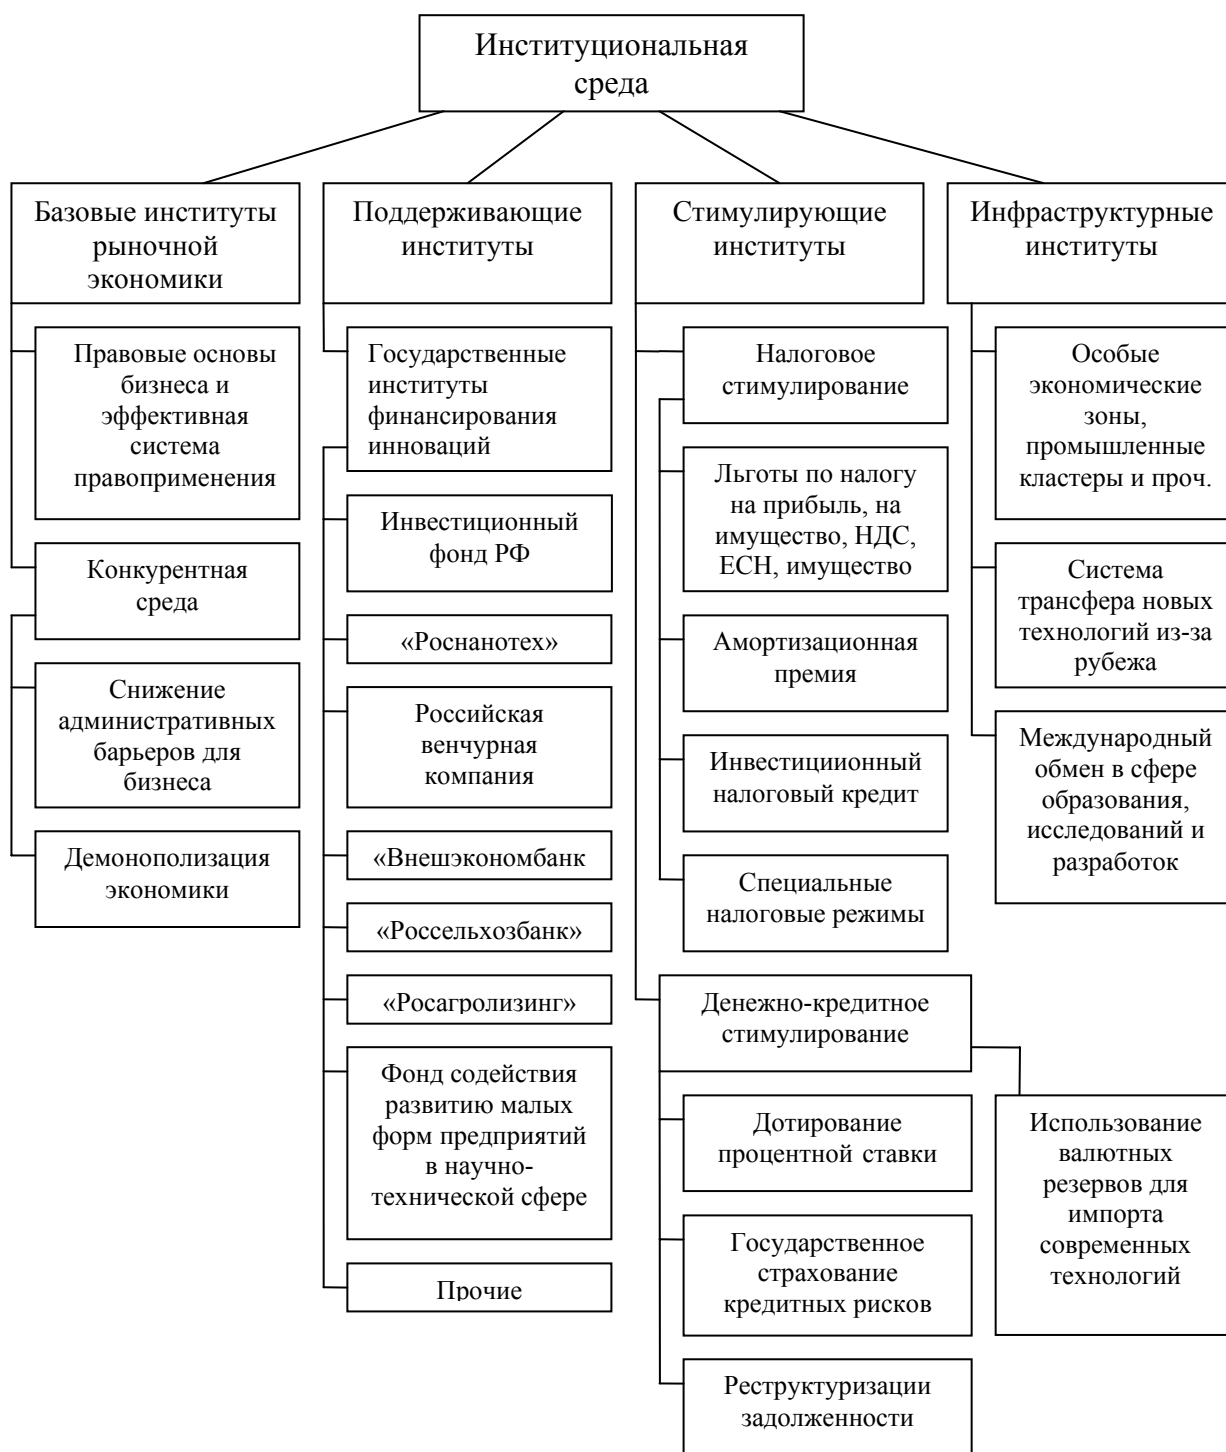 Институциональная
среда
Базовые институты
рыночной
экономики
Поддерживающие
институты
Стимулирующие
институты
Инфраструктурные
институты
Правовые основы
бизнеса и
эффективная
система
правоприменения
Конкурентная
среда
Снижение
административных
барьеров для
бизнеса
Демонополизация
экономики
Государственные
институты
финансирования
инноваций
Инвестиционный
фонд РФ
«Роснанотех»
Российская
венчурная
компания
«Внешэкономбанк
«Россельхозбанк»
«Росагролизинг»
Фонд содействия
развитию малых
форм предприятий
в научно-
технической сфере
Прочие
Налоговое
стимулирование
Льготы по налогу
на прибыль, на
имущество, НДС,
ЕСН, имущество
Амортизационная
премия
Инвестициионный
налоговый кредит
Специальные
налоговые режимы
Денежно-кредитное
стимулирование
Дотирование
процентной ставки
Государственное
страхование
кредитных рисков
Реструктуризации
задолженности
Особые
экономические
зоны,
промышленные
кластеры и проч.
Система
трансфера новых
технологий из-за
рубежа
Международный
обмен в сфере
образования,
исследований и
разработок
Использование
валютных
резервов для
импорта
современных
технологий